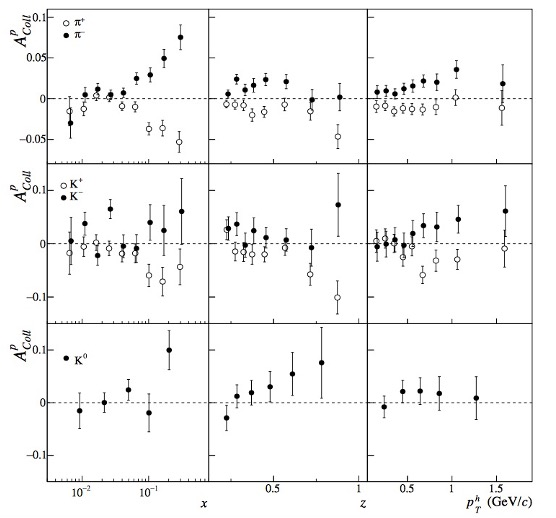 A^p_Coll
0.1
0.05
0
−0.05
π⁺
π⁻
A^p_Coll
0.1
0
−0.1
K⁺
K⁻
A^p_Coll
0.1
0
−0.1
K⁰
10⁻² 10⁻¹ 0.5 1 0.5 1 1.5
x z p^h_T (GeV/c)